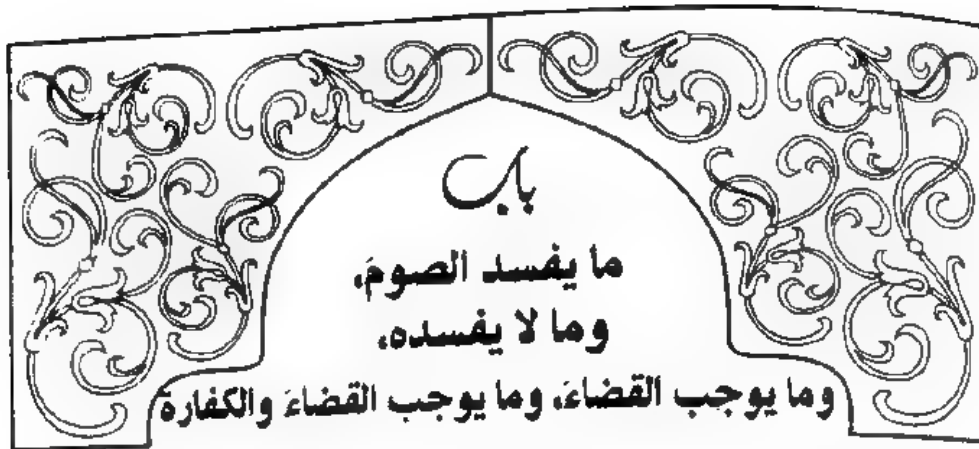 باب
ما يفسد الصومَ،
وما لا يفسده،
وما يوجب القضاءَ، وما يوجب القضاءَ والكفارة